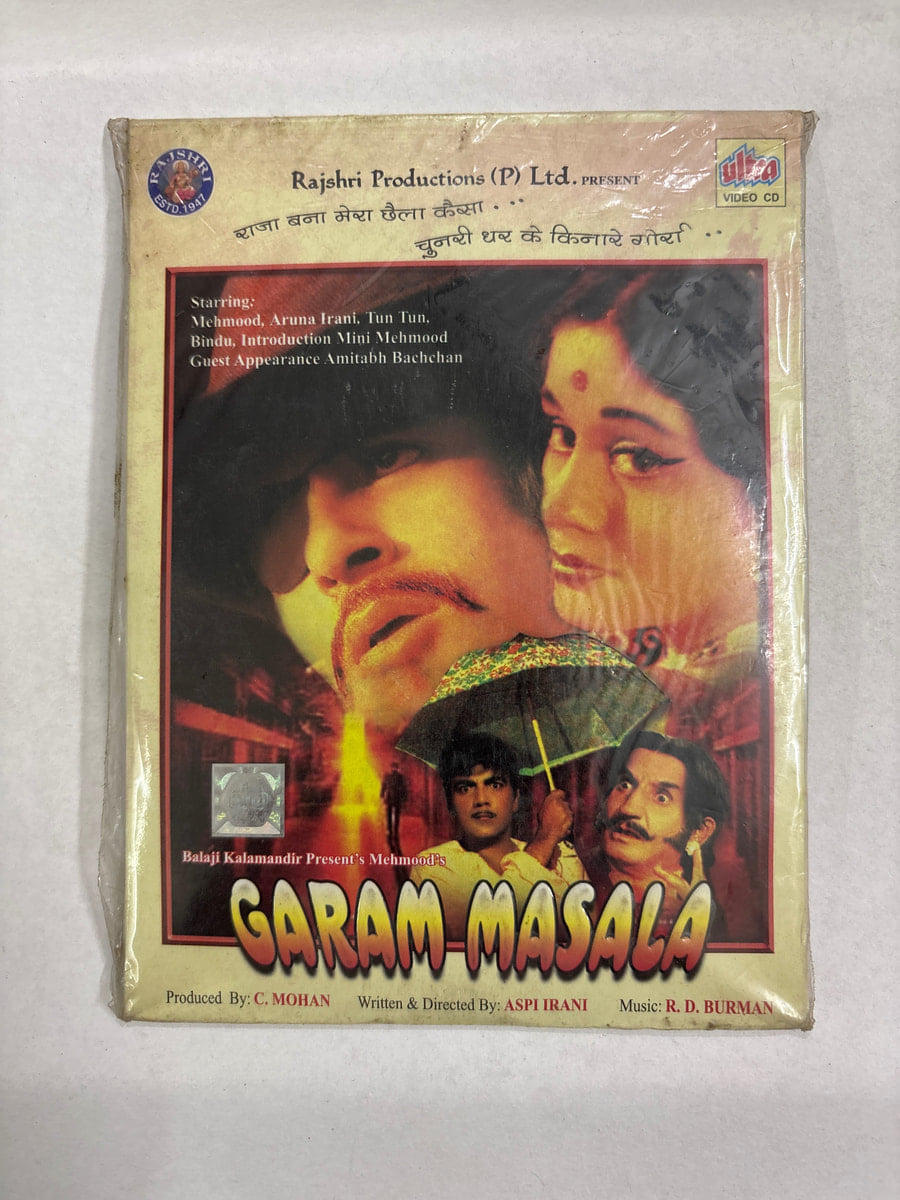 RAJSHRI
ESTD.1947
Rajshri Productions (P) Ltd. PRESENT
ultra
VIDEO CD
राजा बना मेरा छैला कैसा . ..
चुनरी धर के किनारे गोरी ..
Starring:
Mehmood, Aruna Irani, Tun Tun,
Bindu, Introduction Mini Mehmood
Guest Appearance Amitabh Bachchan
Balaji Kalamandir Present's Mehmood's
GARAM MASALA
Produced By: C. MOHAN Written & Directed By: ASPI IRANI Music: R. D. BURMAN